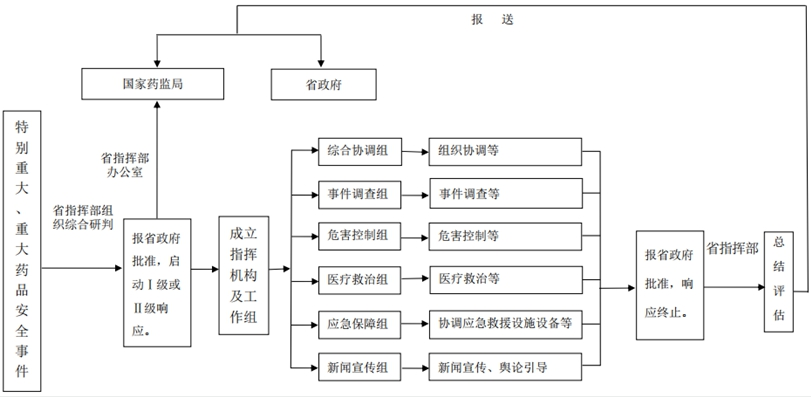 报 送
国家药监局
省政府
特别重大、重大药品安全事件
省指挥部
办公室
省指挥部组
织综合研判
报省政府
批准，启
动Ⅰ级或
Ⅱ级响
应。
成立
指挥
机构
及工
作组
综合协调组
组织协调等
事件调查组
事件调查等
危害控制组
危害控制等
医疗救治组
医疗救治等
应急保障组
协调应急救援设施设备等
新闻宣传组
新闻宣传、舆论引导
报省政府
批准，响
应终止。
省指挥部
总结评估